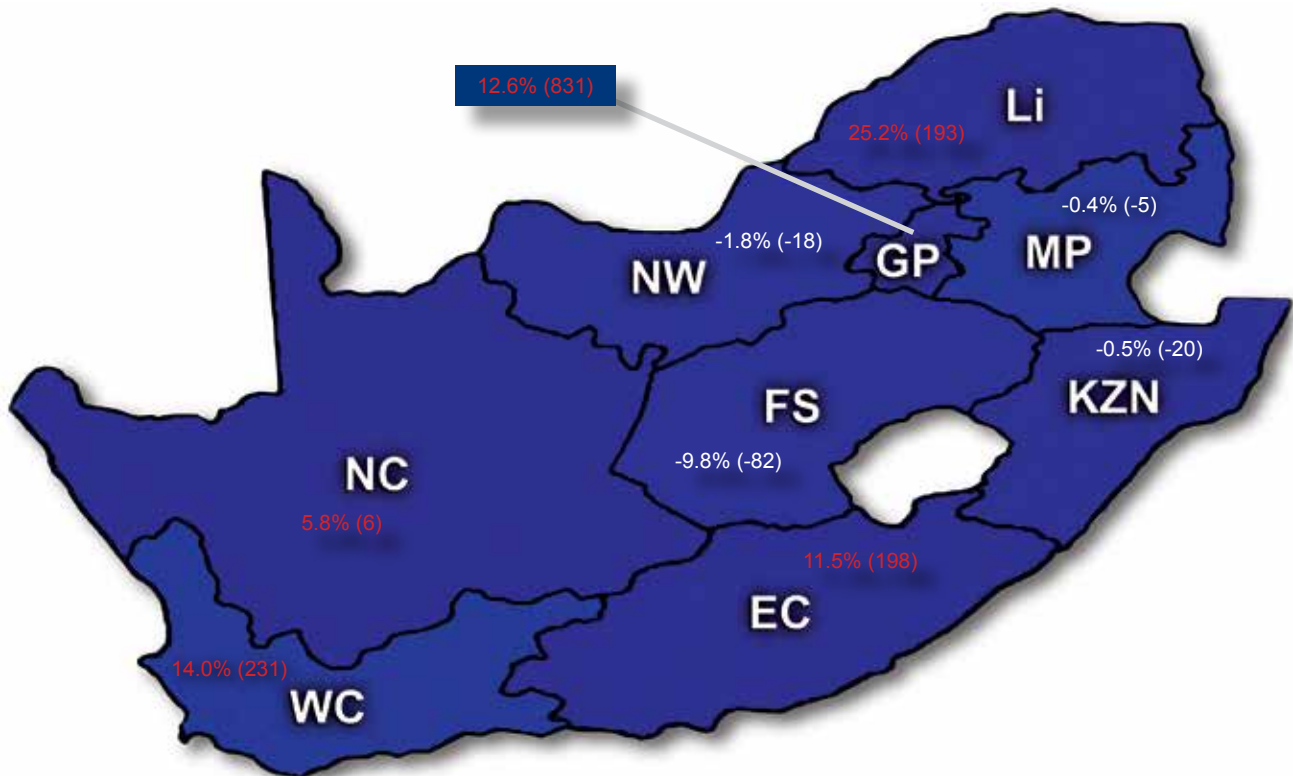 12.6% (831)
Li
25.2% (193)
-0.4% (-5)
MP
-1.8% (-18)
NW
GP
-0.5% (-20)
KZN
FS
-9.8% (-82)
NC
5.8% (6)
11.5% (198)
EC
14.0% (231)
WC